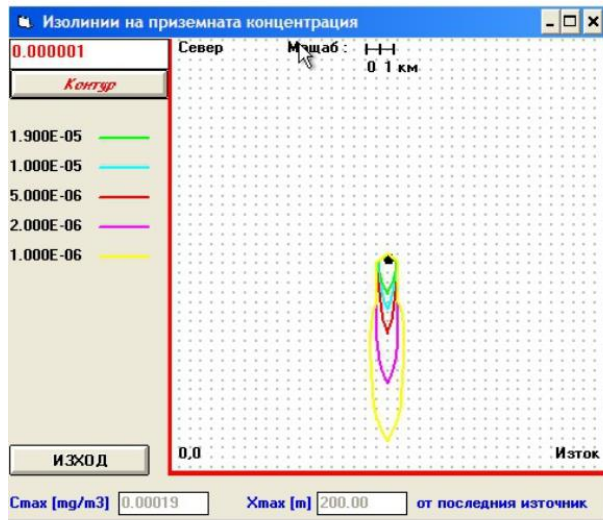 Изолинии на приземната концентрация
0.000001
Север Мащаб :
0 1 км
Контур
1.900E-05
1.000E-05
5.000E-06
2.000E-06
1.000E-06
ИЗХОД
0,0 Изток
Cmax [mg/m3] 0.00019 Xmax [m] 200.00 от последния източник